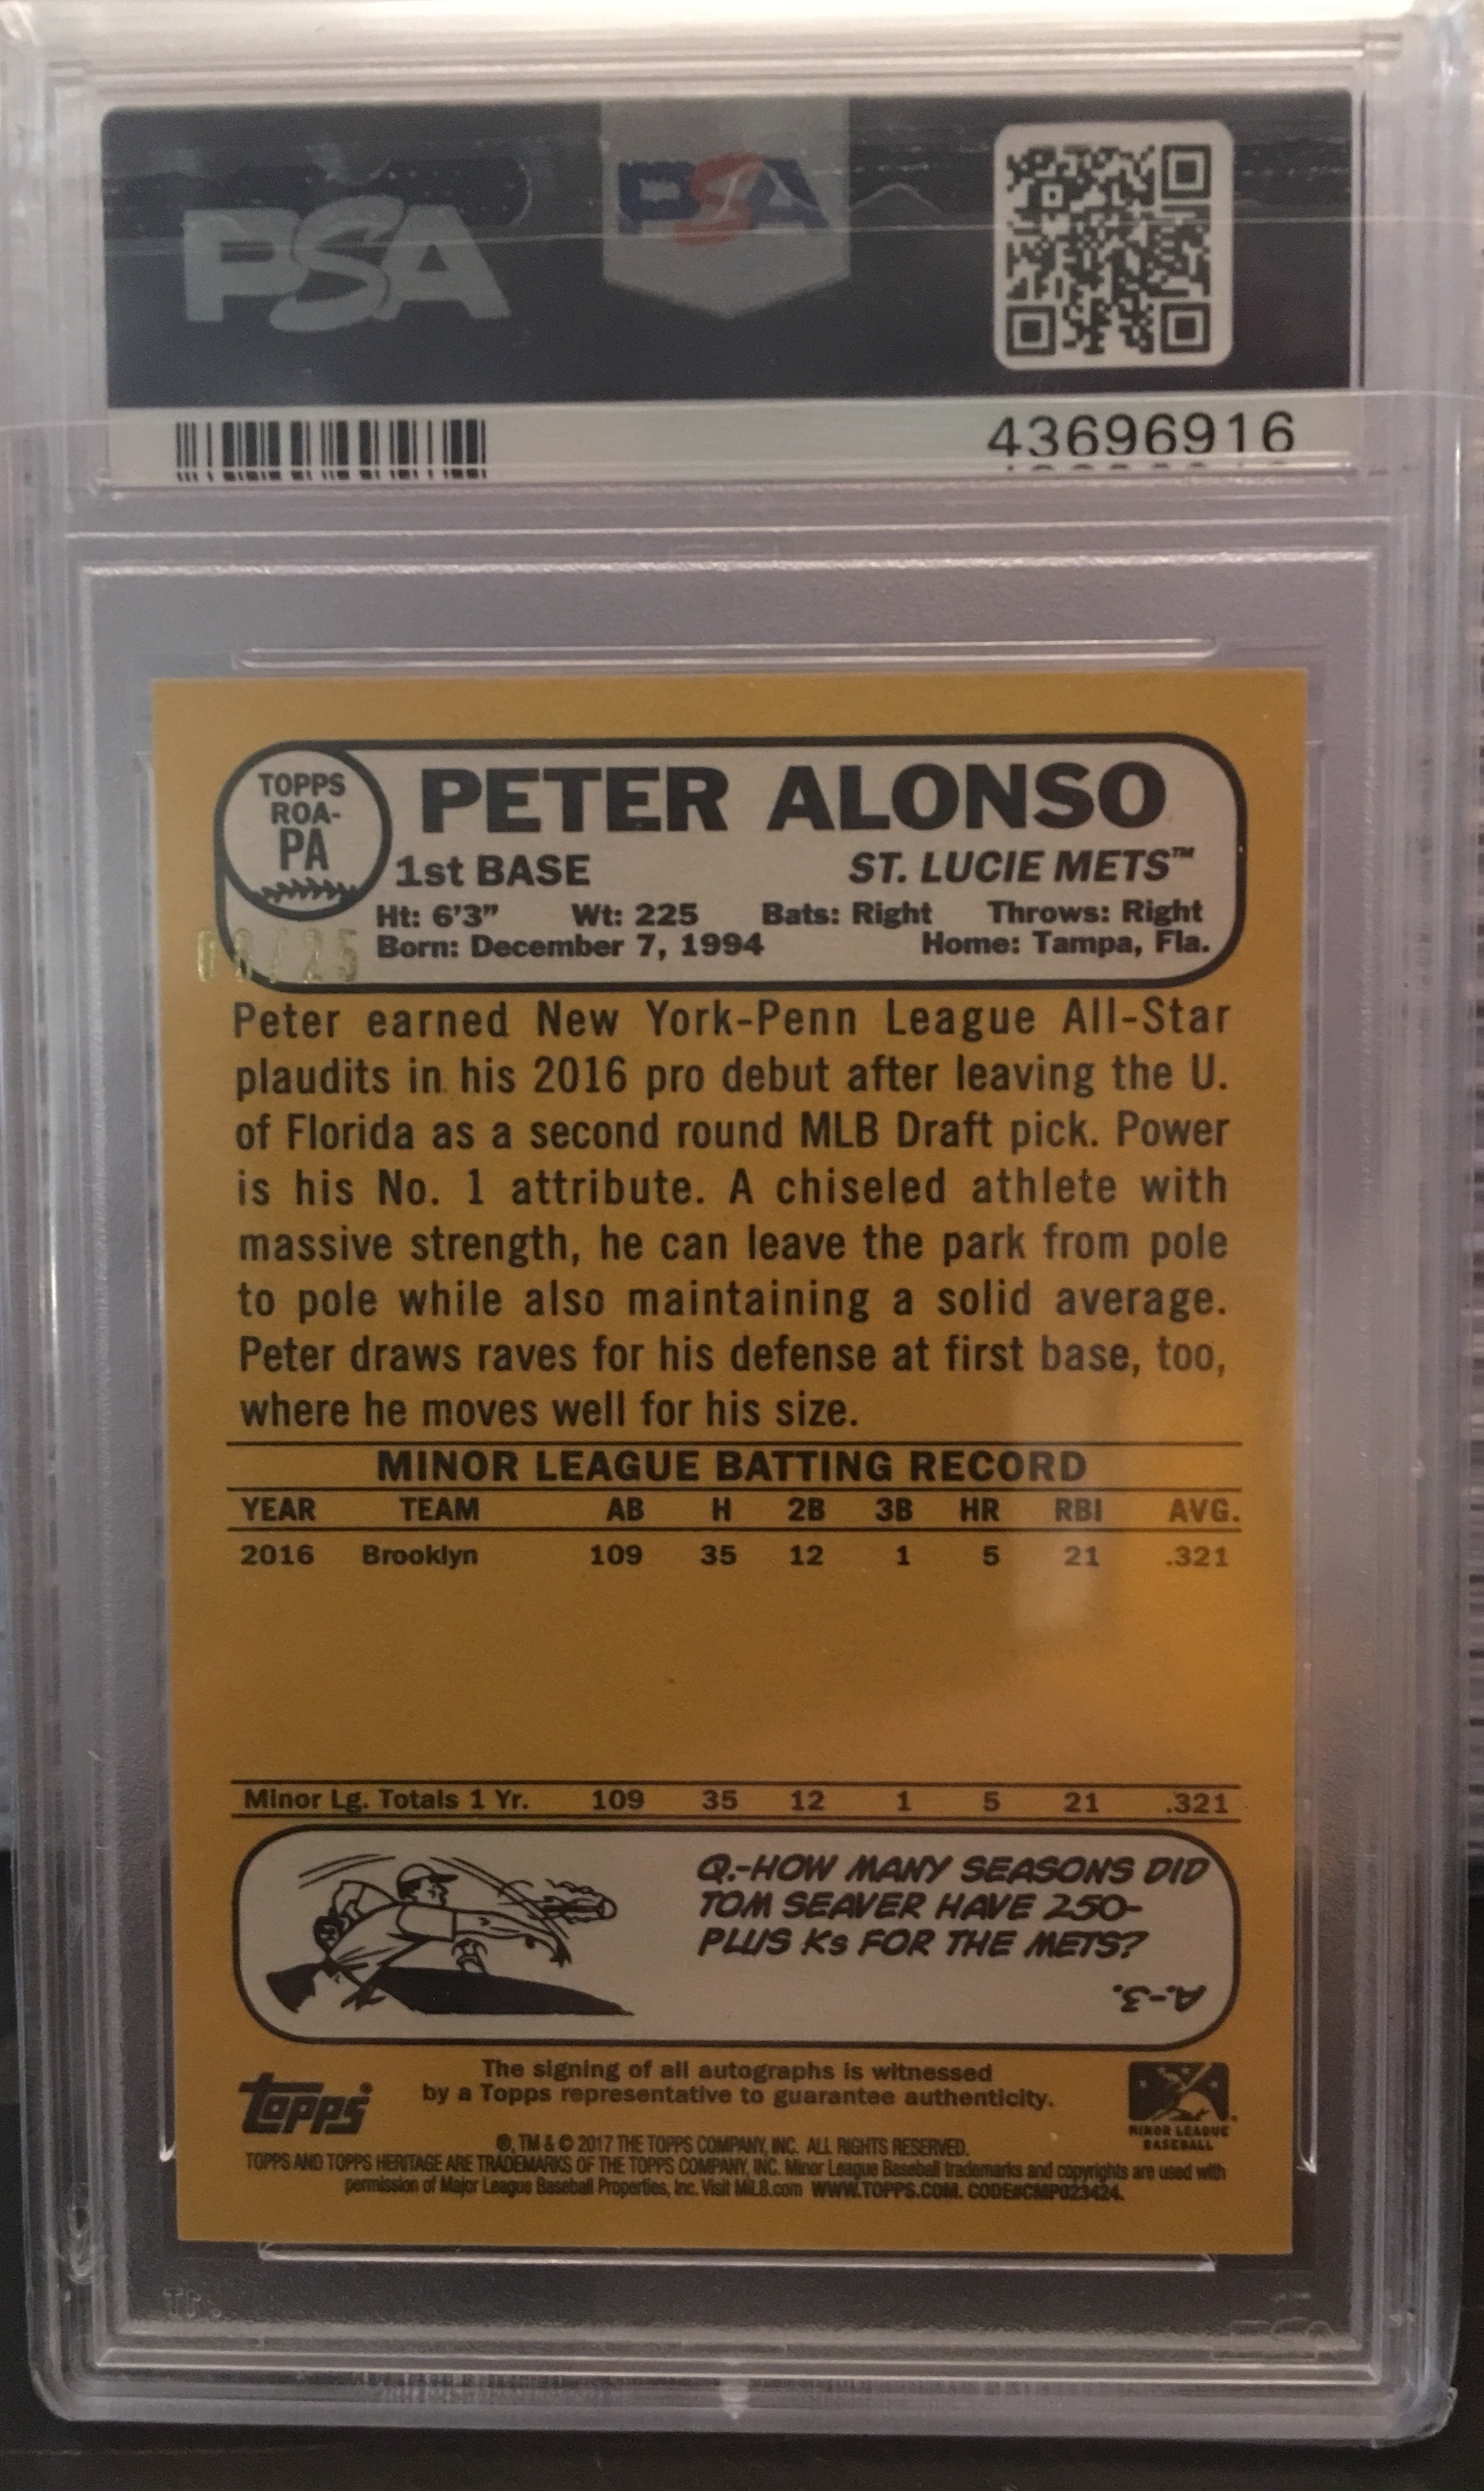 PSA
PSA
43696916
TOPPS
ROA-
PA
PETER ALONSO
1st BASE ST. LUCIE METS™
Ht: 6'3" Wt: 225 Bats: Right Throws: Right
Born: December 7, 1994 Home: Tampa, Fla.
Peter earned New York-Penn League All-Star
plaudits in his 2016 pro debut after leaving the U.
of Florida as a second round MLB Draft pick. Power
is his No. 1 attribute. A chiseled athlete with
massive strength, he can leave the park from pole
to pole while also maintaining a solid average.
Peter draws raves for his defense at first base, too,
where he moves well for his size.
MINOR LEAGUE BATTING RECORD
YEAR TEAM AB H 2B 3B HR RBI AVG.
2016 Brooklyn 109 35 12 1 5 21 .321
Minor Lg. Totals 1 Yr. 109 35 12 1 5 21 .321
Q.-HOW MANY SEASONS DID
TOM SEAVER HAVE 250-
PLUS Ks FOR THE METS?
A.-3.
The signing of all autographs is witnessed
by a Topps representative to guarantee authenticity.
topps®
MINOR LEAGUE
BASEBALL
®, TM & © 2017 THE TOPPS COMPANY, INC. ALL RIGHTS RESERVED.
TOPPS AND TOPPS HERITAGE ARE TRADEMARKS OF THE TOPPS COMPANY, INC. Minor League Baseball trademarks and copyrights are used with
permission of Major League Baseball Properties, Inc. Visit MiLB.com WWW.TOPPS.COM. CODE#CMP023424.